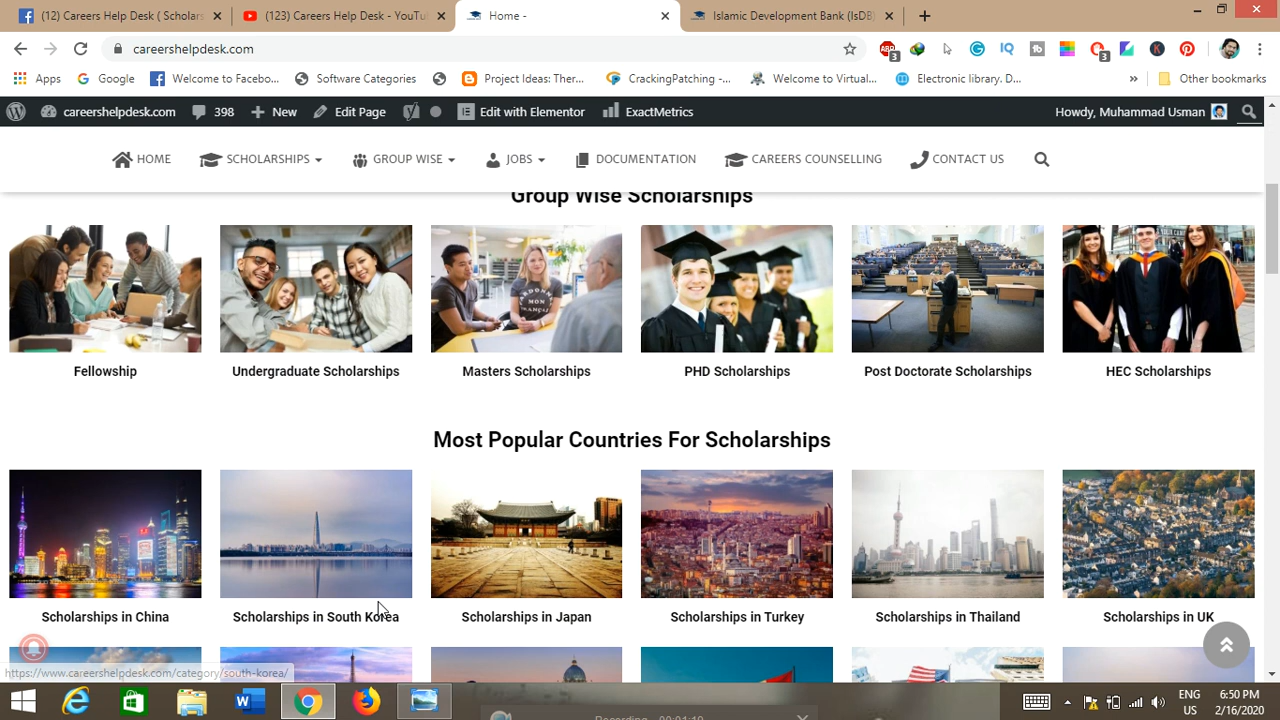 (12) Careers Help Desk ( Scholars
(123) Careers Help Desk - YouTu
Home -
Islamic Development Bank (IsDB)
careershelpdesk.com
3
3
Apps
Google
Welcome to Facebo...
Software Categories
Project Ideas: Ther...
CrackingPatching -...
Welcome to Virtual...
Electronic library. D...
Other bookmarks
careershelpdesk.com
398
New
Edit Page
Edit with Elementor
ExactMetrics
Howdy, Muhammad Usman
HOME
SCHOLARSHIPS
GROUP WISE
JOBS
DOCUMENTATION
CAREERS COUNSELLING
CONTACT US
Group Wise Scholarships
Fellowship
Undergraduate Scholarships
Masters Scholarships
PHD Scholarships
Post Doctorate Scholarships
HEC Scholarships
Most Popular Countries For Scholarships
Scholarships in China
Scholarships in South Korea
Scholarships in Japan
Scholarships in Turkey
Scholarships in Thailand
Scholarships in UK
https://www.careershelpdesk.com/category/south-korea/
ENG
US
6:50 PM
2/16/2020